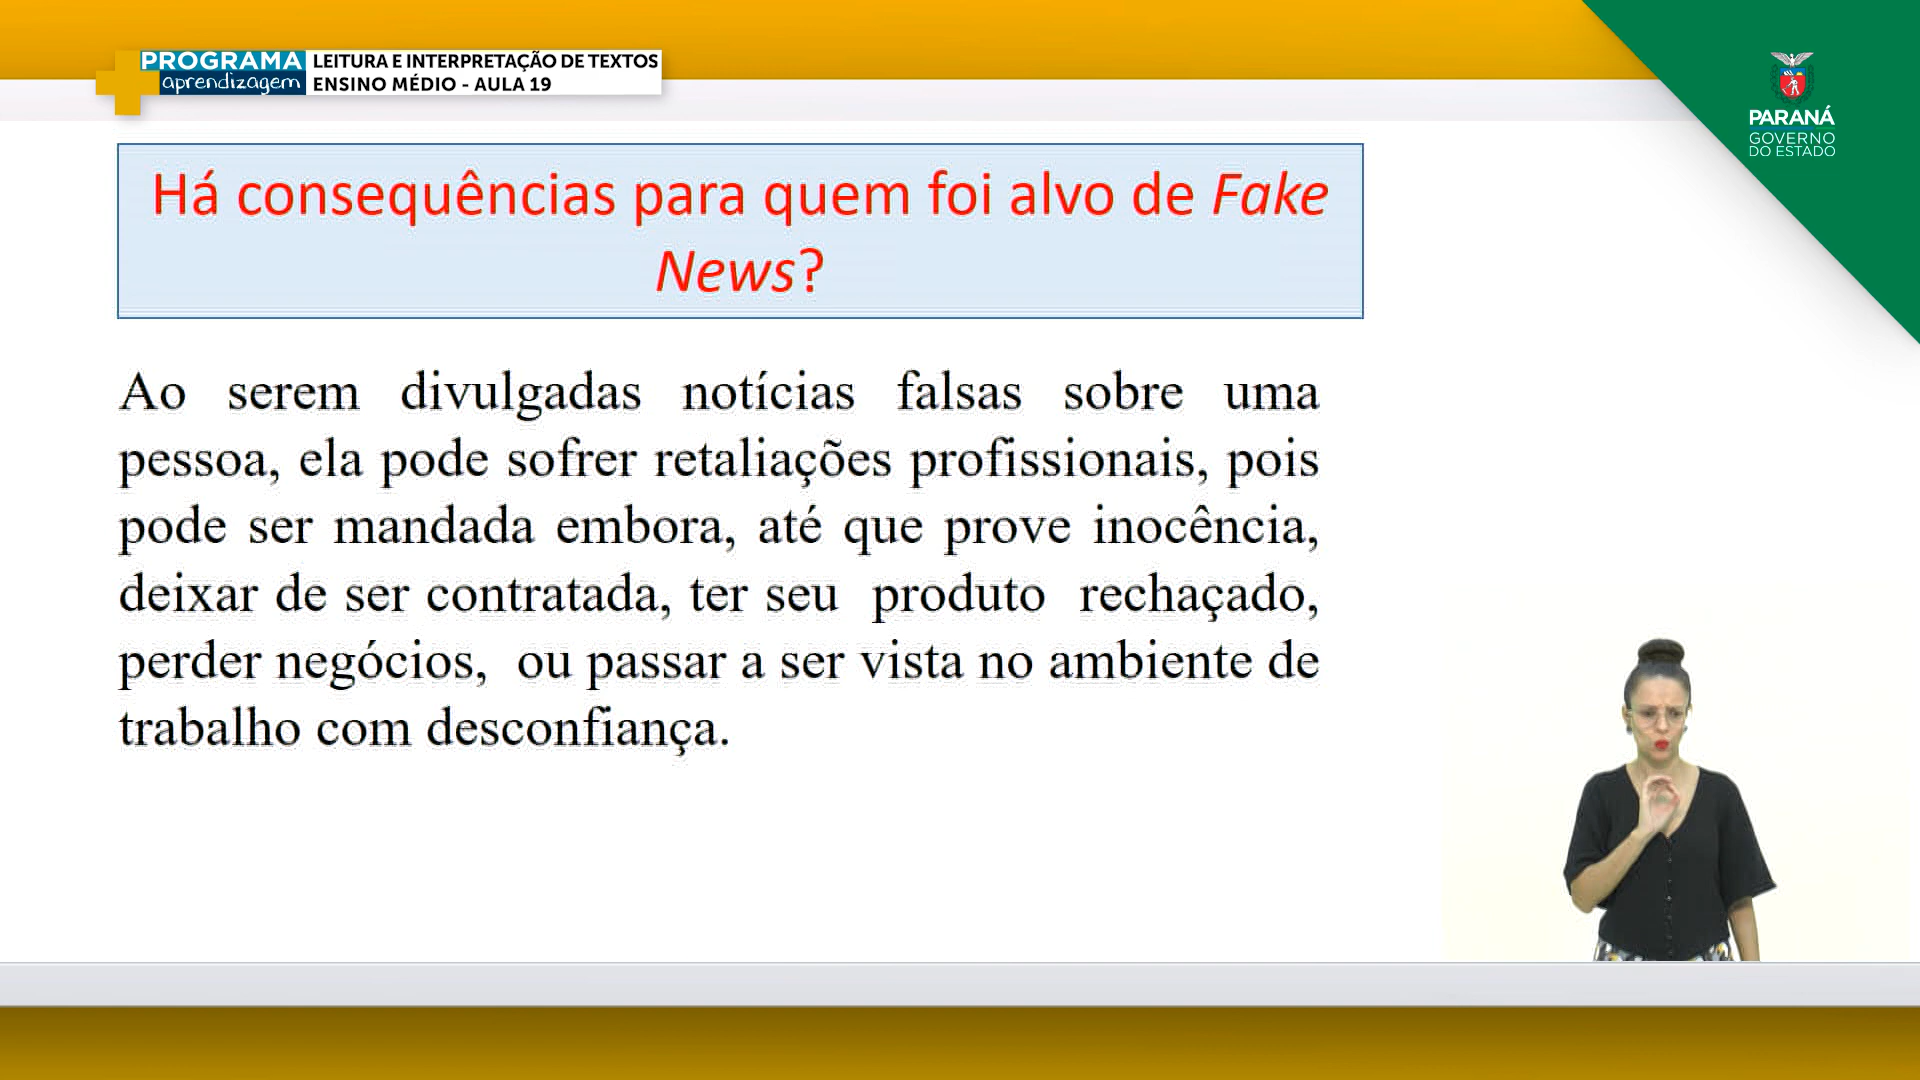 PROGRAMA
aprendizagem
LEITURA E INTERPRETAÇÃO DE TEXTOS
ENSINO MÉDIO - AULA 19
PARANÁ
GOVERNO
DO ESTADO
Há consequências para quem foi alvo de Fake
News?
Ao serem divulgadas notícias falsas sobre uma
pessoa, ela pode sofrer retaliações profissionais, pois
pode ser mandada embora, até que prove inocência,
deixar de ser contratada, ter seu produto rechaçado,
perder negócios, ou passar a ser vista no ambiente de
trabalho com desconfiança.